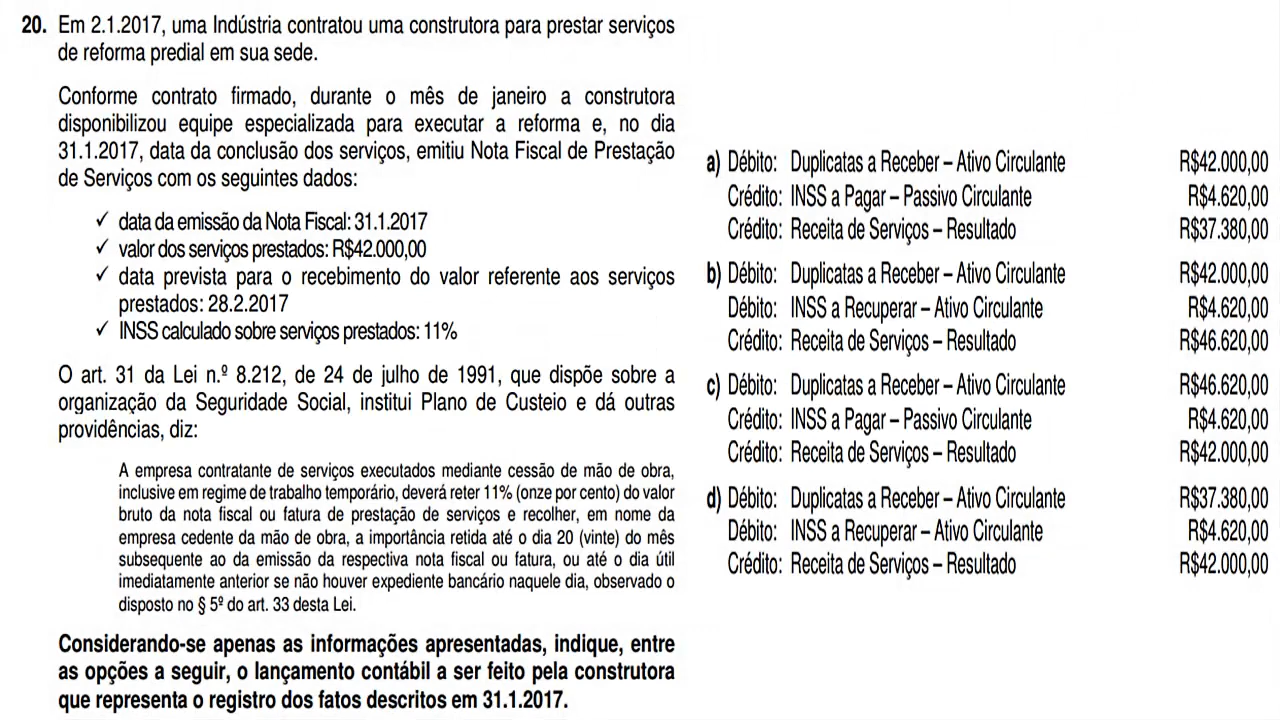 20. Em 2.1.2017, uma Indústria contratou uma construtora para prestar serviços
de reforma predial em sua sede.
Conforme contrato firmado, durante o mês de janeiro a construtora
disponibilizou equipe especializada para executar a reforma e, no dia
31.1.2017, data da conclusão dos serviços, emitiu Nota Fiscal de Prestação
de Serviços com os seguintes dados:
✓ data da emissão da Nota Fiscal: 31.1.2017
✓ valor dos serviços prestados: R$42.000,00
✓ data prevista para o recebimento do valor referente aos serviços
prestados: 28.2.2017
✓ INSS calculado sobre serviços prestados: 11%
O art. 31 da Lei n.º 8.212, de 24 de julho de 1991, que dispõe sobre a
organização da Seguridade Social, institui Plano de Custeio e dá outras
providências, diz:
A empresa contratante de serviços executados mediante cessão de mão de obra,
inclusive em regime de trabalho temporário, deverá reter 11% (onze por cento) do valor
bruto da nota fiscal ou fatura de prestação de serviços e recolher, em nome da
empresa cedente da mão de obra, a importância retida até o dia 20 (vinte) do mês
subsequente ao da emissão da respectiva nota fiscal ou fatura, ou até o dia útil
imediatamente anterior se não houver expediente bancário naquele dia, observado o
disposto no § 5º do art. 33 desta Lei.
Considerando-se apenas as informações apresentadas, indique, entre
as opções a seguir, o lançamento contábil a ser feito pela construtora
que representa o registro dos fatos descritos em 31.1.2017.
a) Débito: Duplicatas a Receber – Ativo Circulante R$42.000,00
Crédito: INSS a Pagar – Passivo Circulante R$4.620,00
Crédito: Receita de Serviços – Resultado R$37.380,00
b) Débito: Duplicatas a Receber – Ativo Circulante R$42.000,00
Débito: INSS a Recuperar – Ativo Circulante R$4.620,00
Crédito: Receita de Serviços – Resultado R$46.620,00
c) Débito: Duplicatas a Receber – Ativo Circulante R$46.620,00
Crédito: INSS a Pagar – Passivo Circulante R$4.620,00
Crédito: Receita de Serviços – Resultado R$42.000,00
d) Débito: Duplicatas a Receber – Ativo Circulante R$37.380,00
Débito: INSS a Recuperar – Ativo Circulante R$4.620,00
Crédito: Receita de Serviços – Resultado R$42.000,00